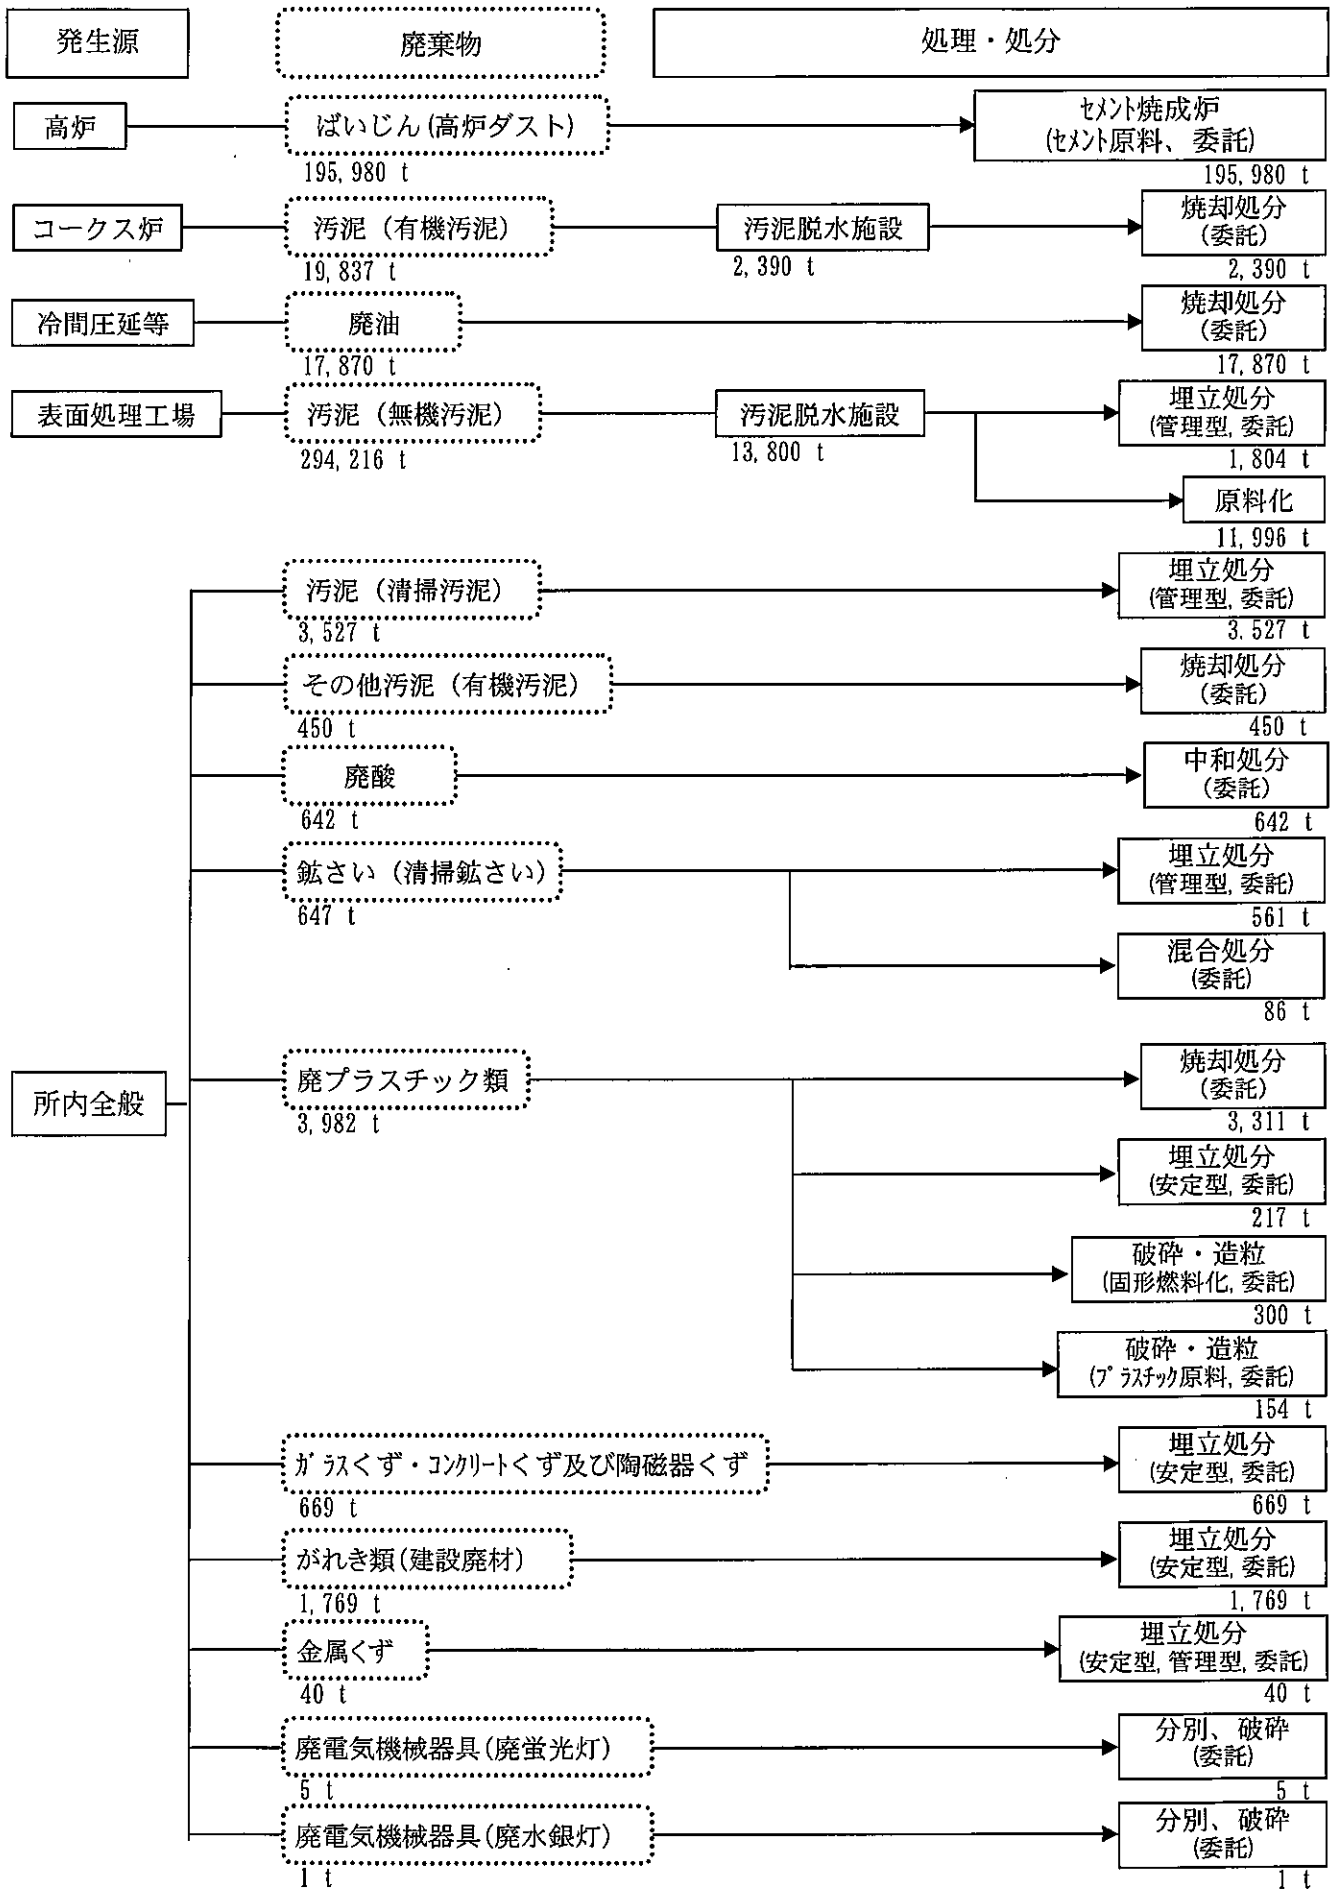 発生源
廃棄物
処理・処分
高炉
ばいじん(高炉ダスト)
195,980 t
セメント焼成炉
(セメント原料、委託)
195,980 t
コークス炉
汚泥（有機汚泥）
19,837 t
汚泥脱水施設
2,390 t
焼却処分
(委託)
2,390 t
冷間圧延等
廃油
17,870 t
焼却処分
(委託)
17,870 t
表面処理工場
汚泥（無機汚泥）
294,216 t
汚泥脱水施設
13,800 t
埋立処分
(管理型,委託)
1,804 t
原料化
11,996 t
所内全般
汚泥（清掃汚泥）
3,527 t
埋立処分
(管理型,委託)
3,527 t
その他汚泥（有機汚泥）
450 t
焼却処分
(委託)
450 t
廃酸
642 t
中和処分
(委託)
642 t
鉱さい（清掃鉱さい）
647 t
埋立処分
(管理型,委託)
561 t
混合処分
(委託)
86 t
廃プラスチック類
3,982 t
焼却処分
(委託)
3,311 t
埋立処分
(安定型,委託)
217 t
破砕・造粒
(固形燃料化,委託)
300 t
破砕・造粒
(プラスチック原料,委託)
154 t
ガラスくず・コンクリートくず及び陶磁器くず
669 t
埋立処分
(安定型,委託)
669 t
がれき類(建設廃材)
1,769 t
埋立処分
(安定型,委託)
1,769 t
金属くず
40 t
埋立処分
(安定型,管理型,委託)
40 t
廃電気機械器具(廃蛍光灯)
5 t
分別、破砕
(委託)
5 t
廃電気機械器具(廃水銀灯)
1 t
分別、破砕
(委託)
1 t